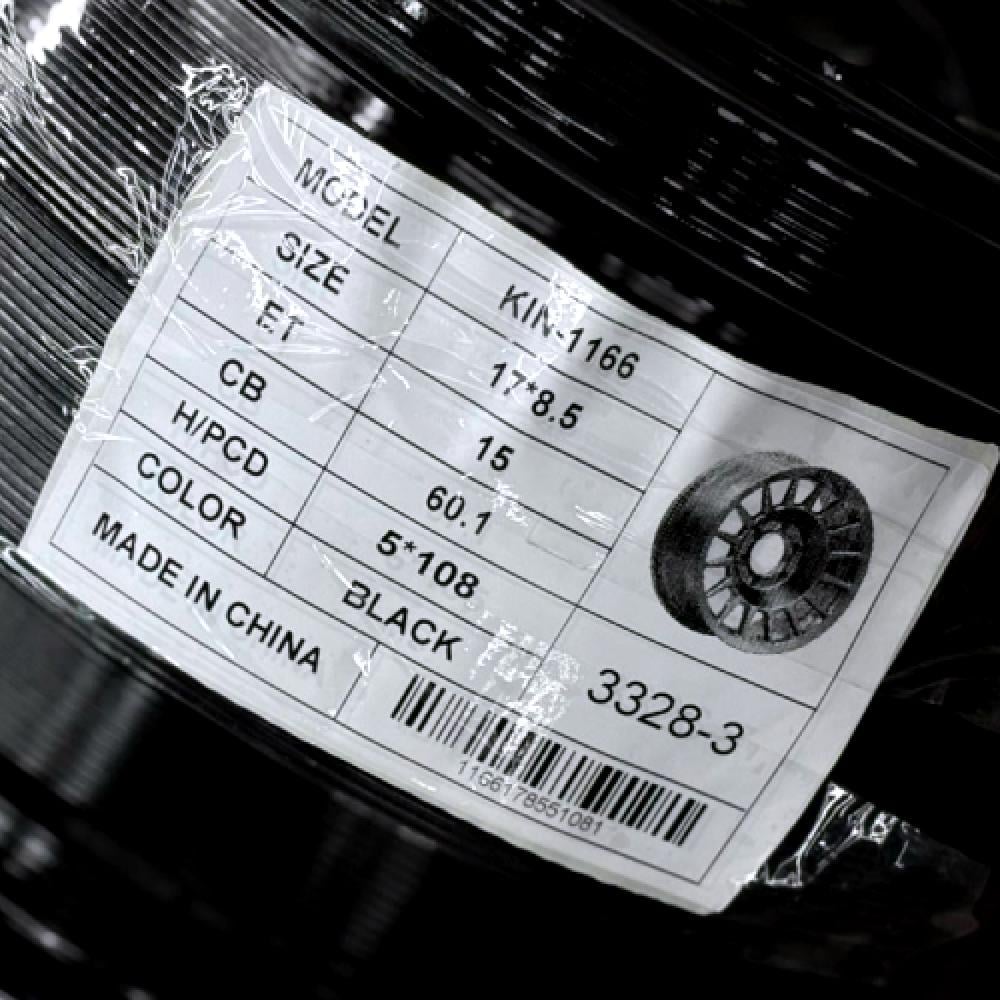 MODEL KIN-1166
SIZE 17*8.5
ET 15
CB 60.1
H/PCD 5*108
COLOR BLACK
3328-3
MADE IN CHINA
1166178551081